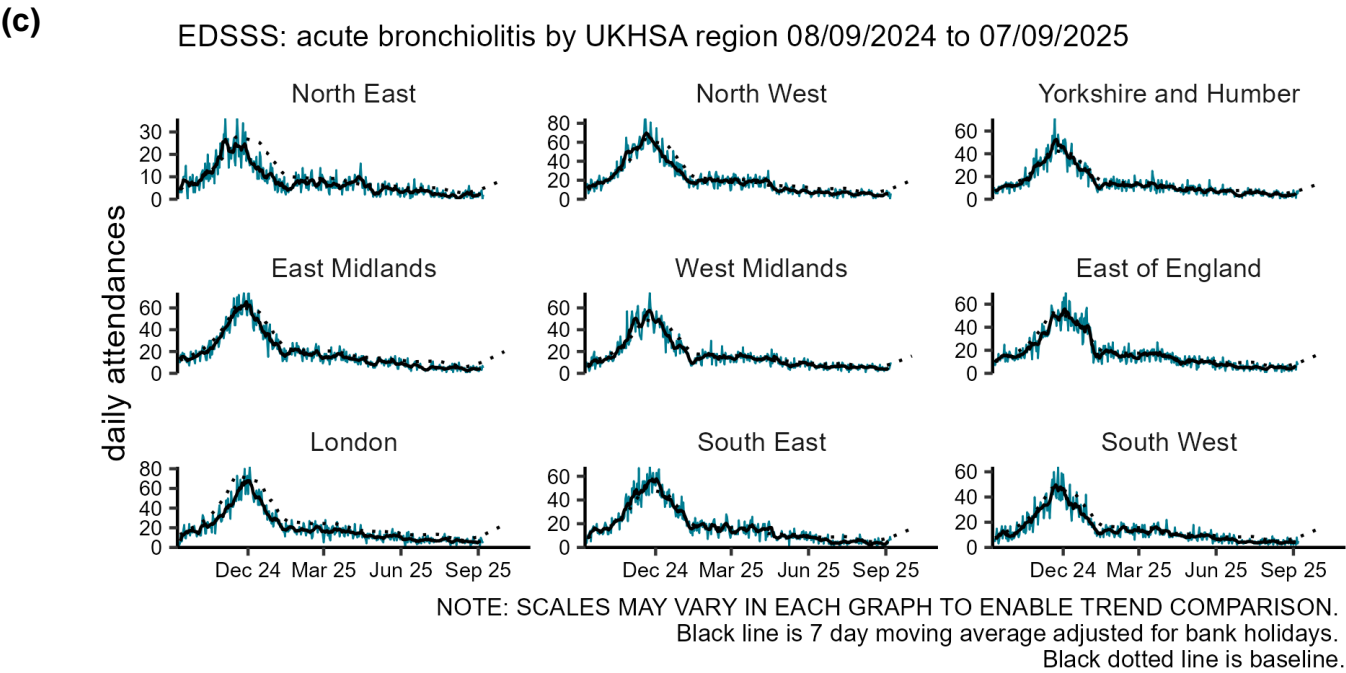 (c)
EDSSS: acute bronchiolitis by UKHSA region 08/09/2024 to 07/09/2025
daily attendances
North East
30
20
10
0
North West
80
60
40
20
0
Yorkshire and Humber
60
40
20
0
East Midlands
60
40
20
0
West Midlands
60
40
20
0
East of England
60
40
20
0
London
80
60
40
20
0
Dec 24 Mar 25 Jun 25 Sep 25
South East
60
40
20
0
Dec 24 Mar 25 Jun 25 Sep 25
South West
60
40
20
0
Dec 24 Mar 25 Jun 25 Sep 25
NOTE: SCALES MAY VARY IN EACH GRAPH TO ENABLE TREND COMPARISON.
Black line is 7 day moving average adjusted for bank holidays.
Black dotted line is baseline.